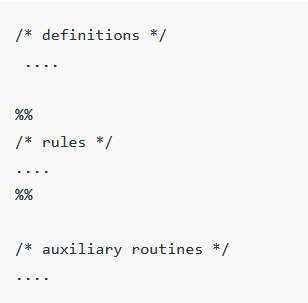 /* definitions */
....
%%
/* rules */
....
%%
/* auxiliary routines */
....